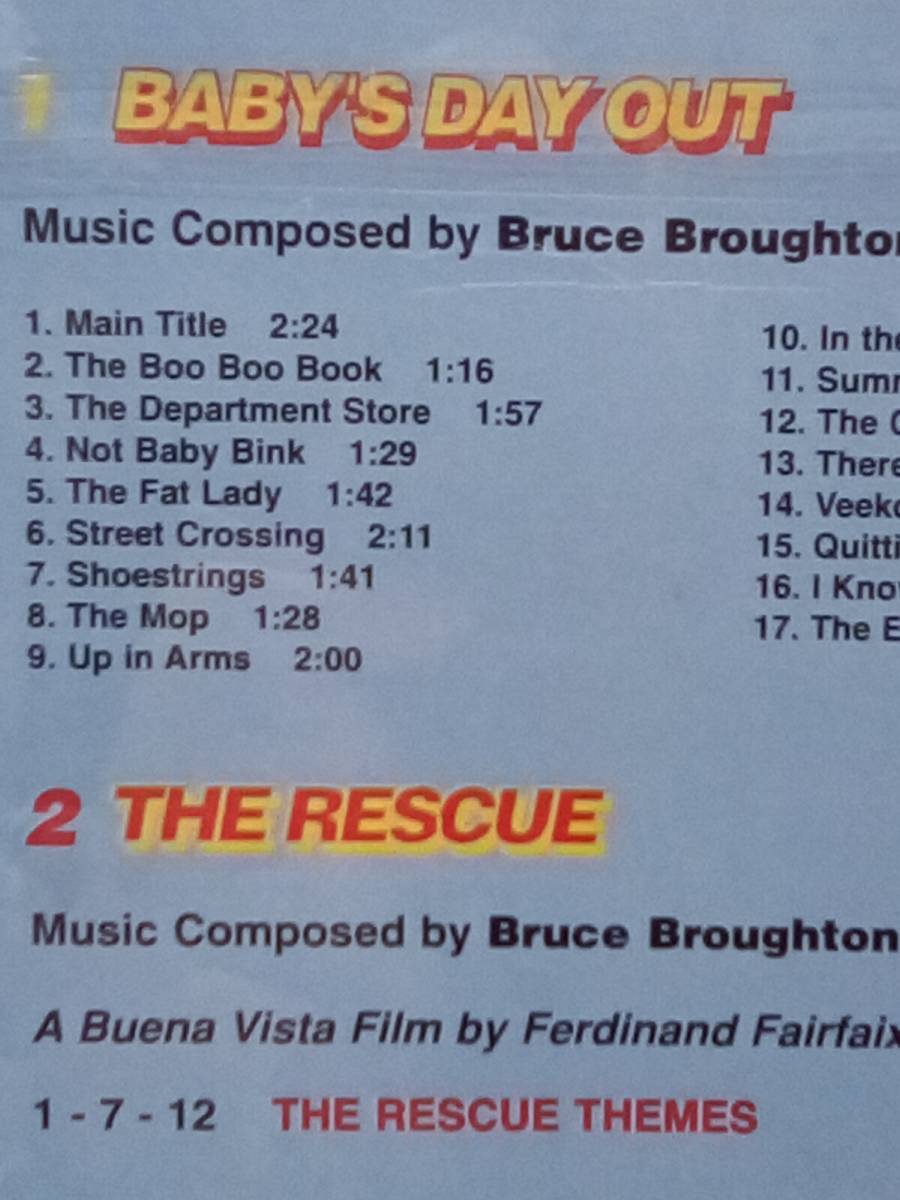 1 BABY'S DAY OUT
Music Composed by Bruce Broughton
1. Main Title 2:24
2. The Boo Boo Book 1:16
3. The Department Store 1:57
4. Not Baby Bink 1:29
5. The Fat Lady 1:42
6. Street Crossing 2:11
7. Shoestrings 1:41
8. The Mop 1:28
9. Up in Arms 2:00
10. In the
11.
12. The
13. There
14.
15.
16. I
17. The
2 THE RESCUE
Music Composed by Bruce Broughton
A Buena Vista Film by Ferdinand Fairfaix
1 - 7 - 12 THE RESCUE THEMES